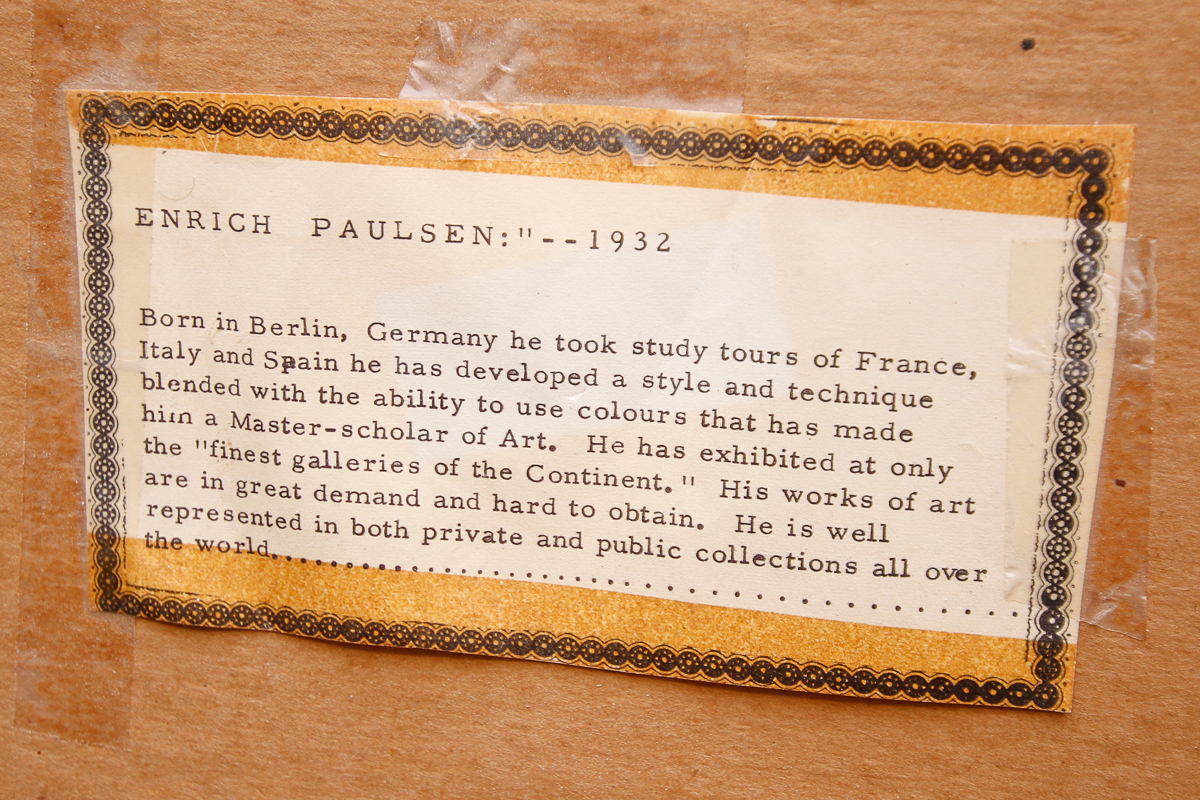 ENRICH PAULSEN:"--1932
Born in Berlin, Germany he took study tours of France,
Italy and Spain he has developed a style and technique
blended with the ability to use colours that has made
him a Master-scholar of Art. He has exhibited at only
the "finest galleries of the Continent." His works of art
are in great demand and hard to obtain. He is well
represented in both private and public collections all over
the world..........................................